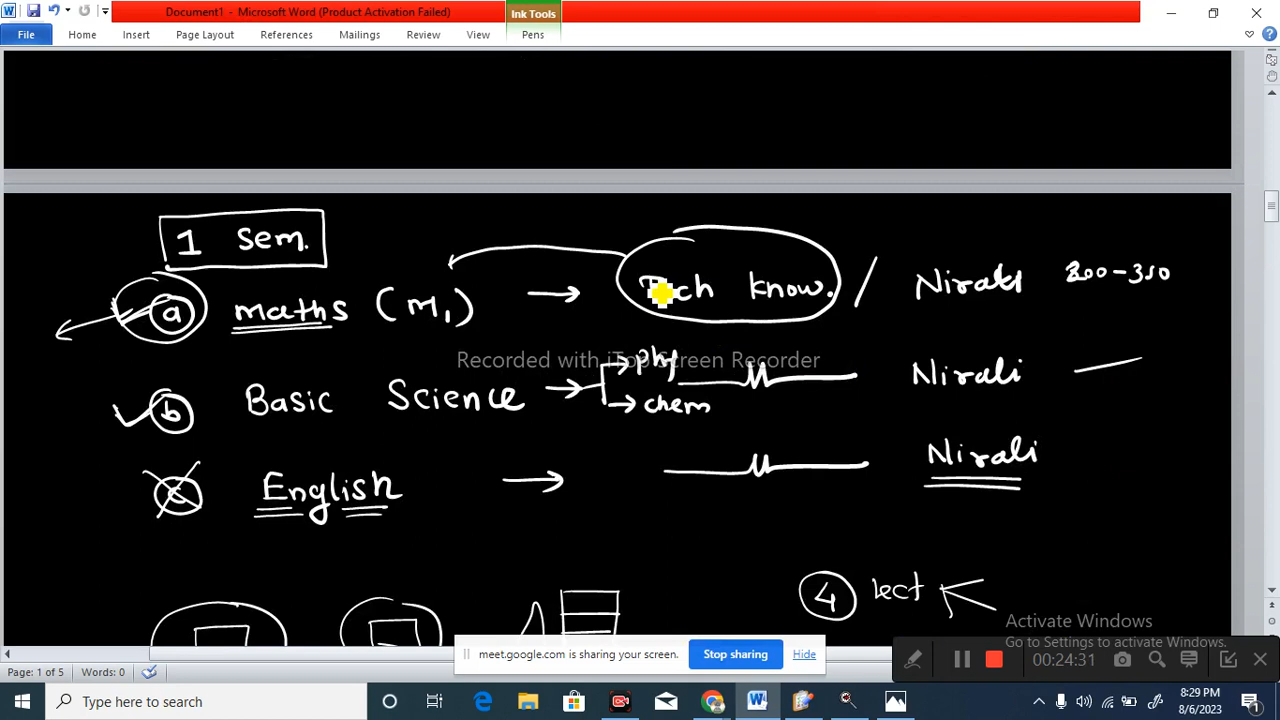 Document1 - Microsoft Word (Product Activation Failed)
Ink Tools
File Home Insert Page Layout References Mailings Review View Pens
1 Sem.
a maths (M1) → Tech know. / Nirali 300-350
Recorded with iTop Screen Recorder
b Basic Science → phy Nirali
→ chem
c English → Nirali
4 lect
Activate Windows
Go to Settings to activate Windows.
meet.google.com is sharing your screen. Stop sharing Hide
00:24:31
Page: 1 of 5 Words: 0
Type here to search
8:29 PM
8/6/2023